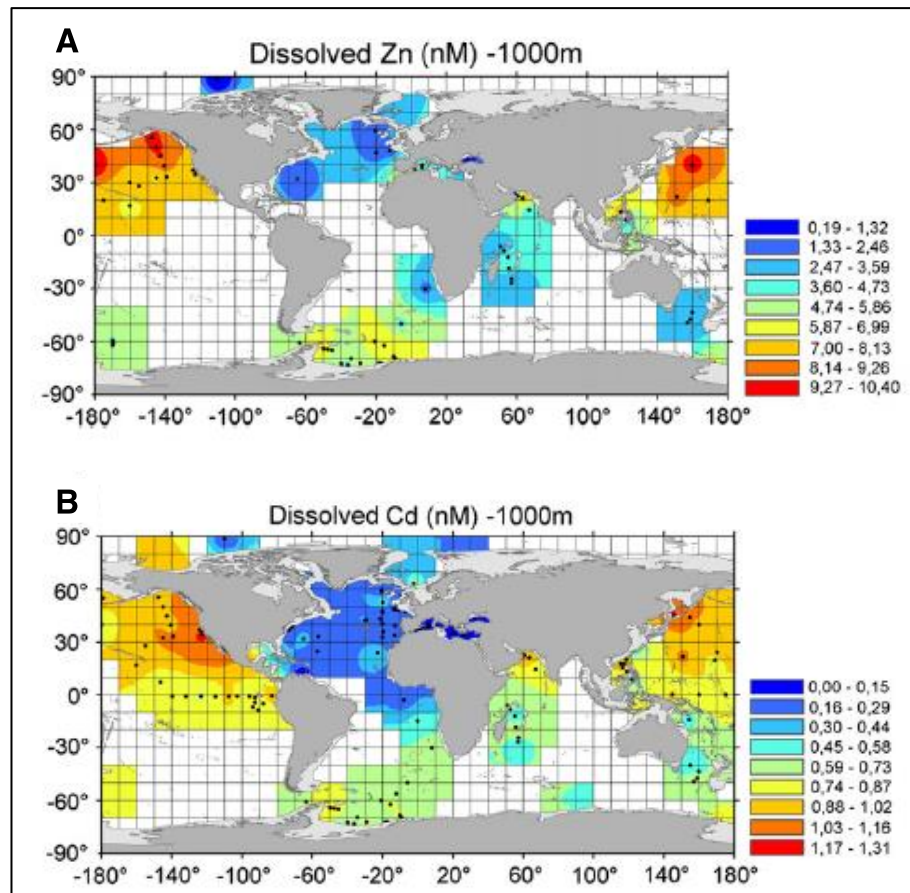 A
Dissolved Zn (nM) -1000m
90°
60°
30°
0°
-30°
-60°
-90°
-180° -140° -100° -60° -20° 20° 60° 100° 140° 180°
0,19 - 1,32
1,33 - 2,46
2,47 - 3,59
3,60 - 4,73
4,74 - 5,86
5,87 - 6,99
7,00 - 8,13
8,14 - 9,26
9,27 - 10,40
B
Dissolved Cd (nM) -1000m
90°
60°
30°
0°
-30°
-60°
-90°
-180° -140° -100° -60° -20° 20° 60° 100° 140° 180°
0,00 - 0,15
0,16 - 0,29
0,30 - 0,44
0,45 - 0,58
0,59 - 0,73
0,74 - 0,87
0,88 - 1,02
1,03 - 1,16
1,17 - 1,31